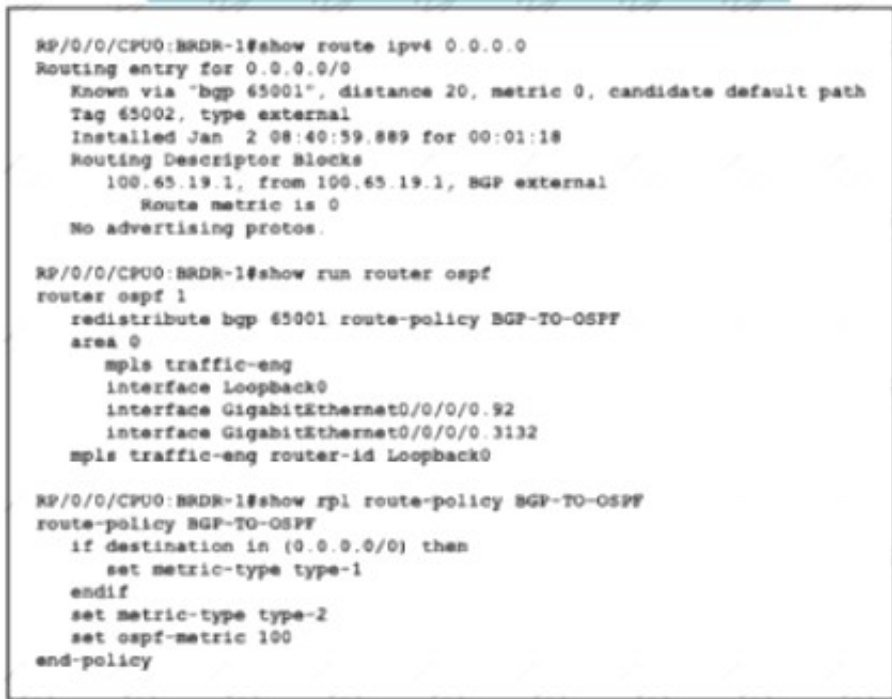 RP/0/0/CPU0:BRDR-1#show route ipv4 0.0.0.0
Routing entry for 0.0.0.0/0
Known via "bgp 65001", distance 20, metric 0, candidate default path
Tag 65002, type external
Installed Jan 2 08:40:59.889 for 00:01:18
Routing Descriptor Blocks
100.65.19.1, from 100.65.19.1, BGP external
Route metric is 0
No advertising protos.
RP/0/0/CPU0:BRDR-1#show run router ospf
router ospf 1
redistribute bgp 65001 route-policy BGP-TO-OSPF
area 0
mpls traffic-eng
interface Loopback0
interface GigabitEthernet0/0/0/0.92
interface GigabitEthernet0/0/0/0.3132
mpls traffic-eng router-id Loopback0
RP/0/0/CPU0:BRDR-1#show rpl route-policy BGP-TO-OSPF
route-policy BGP-TO-OSPF
if destination in (0.0.0.0/0) then
set metric-type type-1
endif
set metric-type type-2
set ospf-metric 100
end-policy